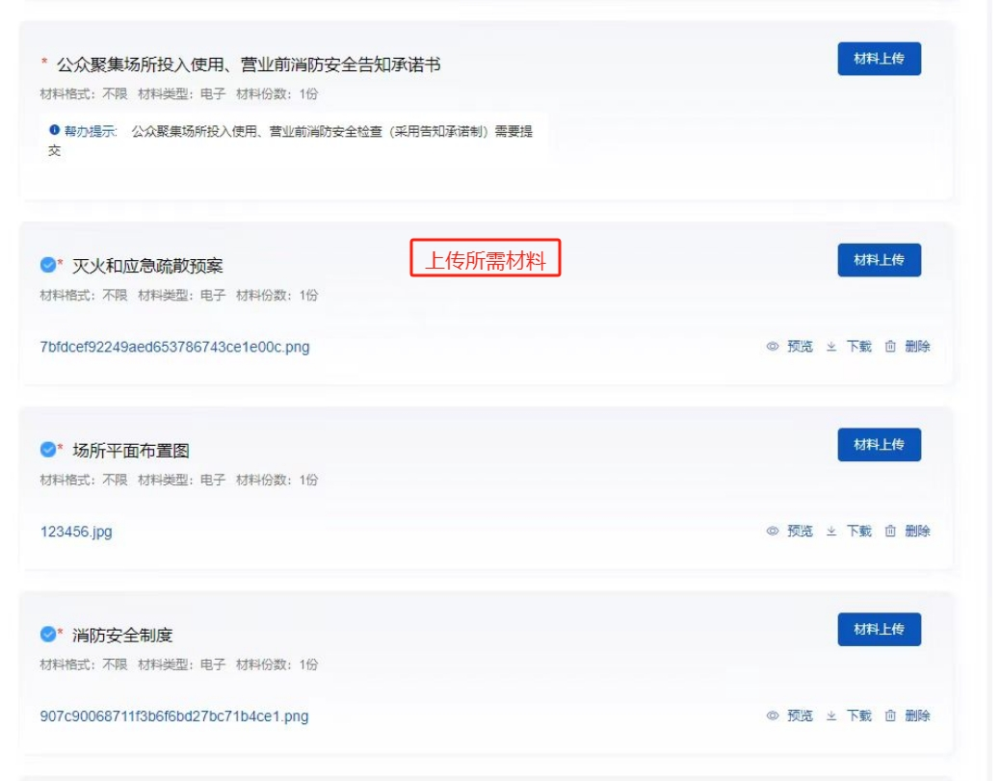 * 公众聚集场所投入使用、营业前消防安全告知承诺书
材料上传
材料格式：不限 材料类型：电子 材料份数：1份
帮办提示: 公众聚集场所投入使用、营业前消防安全检查（采用告知承诺制）需要提
交
* 灭火和应急疏散预案
上传所需材料
材料上传
材料格式：不限 材料类型：电子 材料份数：1份
7bfdcef92249aed653786743ce1e00c.png
预览 下载 删除
* 场所平面布置图
材料上传
材料格式：不限 材料类型：电子 材料份数：1份
123456.jpg
预览 下载 删除
* 消防安全制度
材料上传
材料格式：不限 材料类型：电子 材料份数：1份
907c90068711f3b6f6bd27bc71b4ce1.png
预览 下载 删除